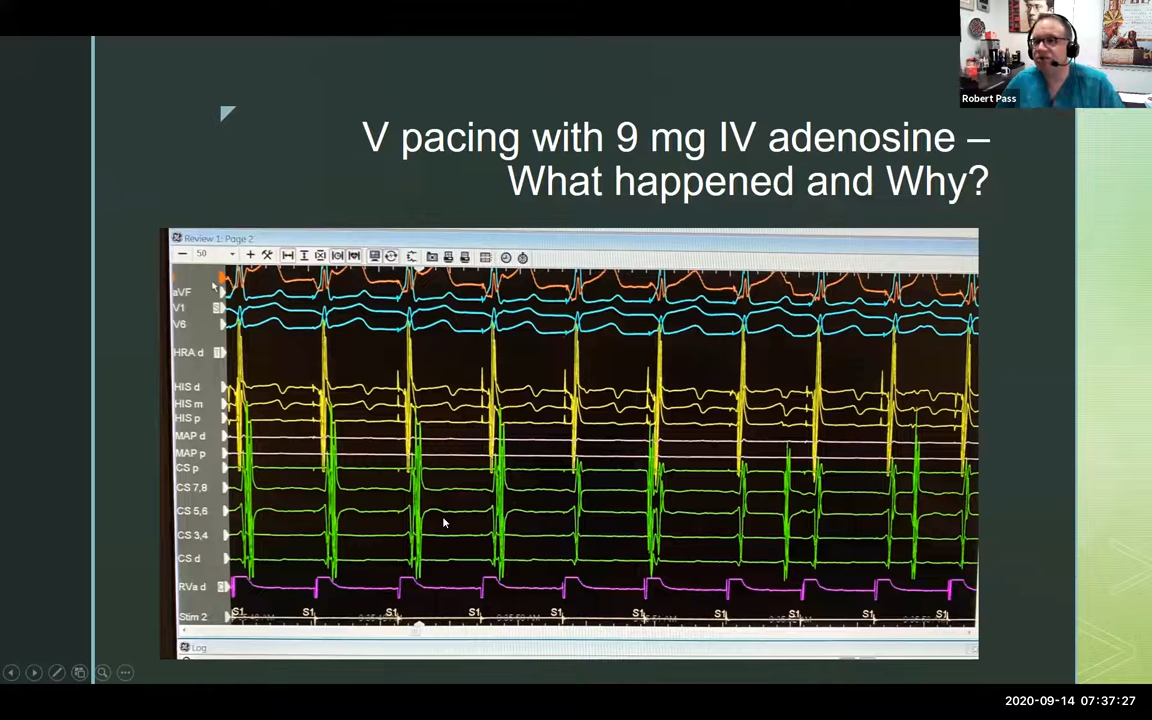 Robert Pass
V pacing with 9 mg IV adenosine –
What happened and Why?
Review 1: Page 2
50
aVF
V1
S
V6
HRA d
1
HIS d
HIS m
HIS p
MAP d
MAP p
CS p
CS 7,8
CS 5,6
CS 3,4
CS d
RVa d
Stim 2
S1 S1 S1 S1 S1 S1 S1 S1 S1 S1
Log
2020-09-14 07:37:27